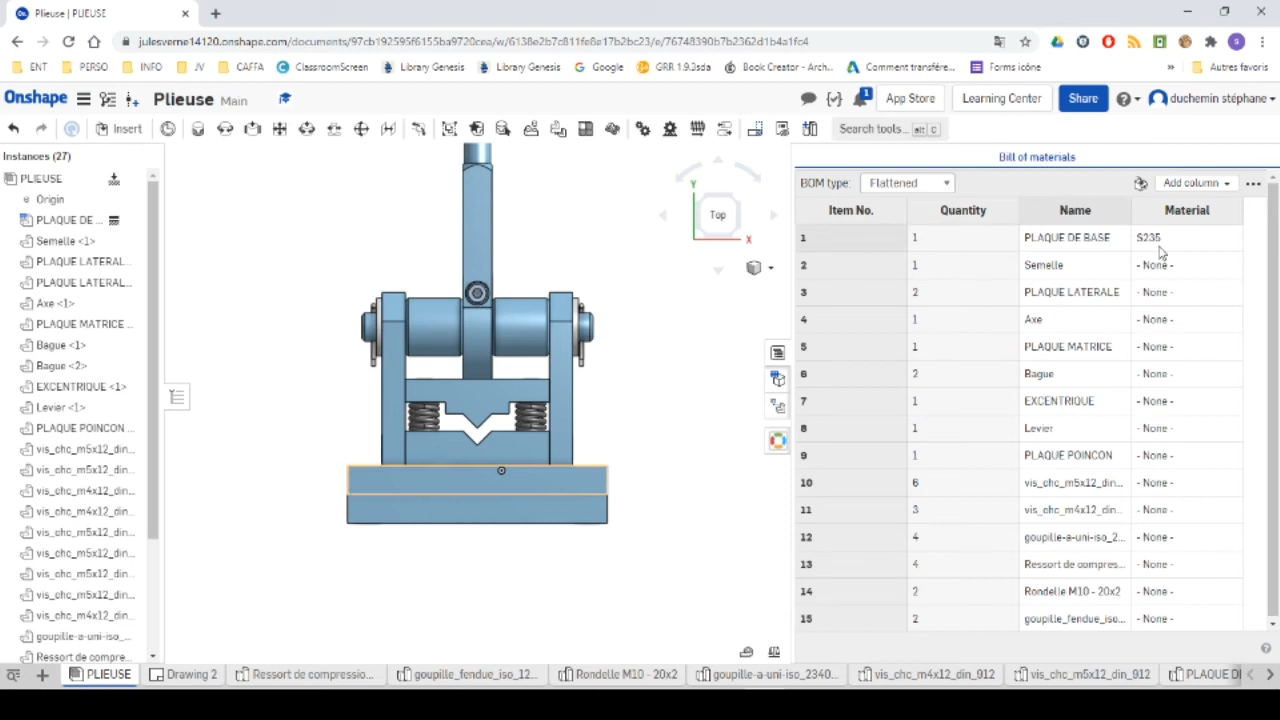 Plieuse | PLIEUSE
julesverne14120.onshape.com/documents/97cb192595f6155ba9720cea/w/6138e2b7c811fe8e17b2bc23/e/76748390b7b2362d1b4a1fc4
ENT PERSO INFO JV CAFFA ClassroomScreen Library Genesis Library Genesis Google GRR 1.9.3sda Book Creator - Arch... Comment transfére... Forms icône » Autres favoris
Onshape Plieuse Main 1 App Store Learning Center Share duchemin stéphane
Insert Search tools... alt C
Instances (27)
Bill of materials
PLIEUSE
BOM type: Flattened Add column
Origin
Item No. Quantity Name Material
PLAQUE DE ...
Semelle <1>
PLAQUE LATERAL...
PLAQUE LATERAL...
Axe <1>
PLAQUE MATRICE ...
Bague <1>
Bague <2>
EXCENTRIQUE <1>
Levier <1>
PLAQUE POINCON ...
vis_chc_m5x12_din...
vis_chc_m5x12_din...
vis_chc_m4x12_din...
vis_chc_m4x12_din...
vis_chc_m5x12_din...
vis_chc_m5x12_din...
vis_chc_m5x12_din...
vis_chc_m5x12_din...
vis_chc_m4x12_din...
goupille-a-uni-iso_...
Ressort de compre...
Y
Top
X
1 1 PLAQUE DE BASE S235
2 1 Semelle - None -
3 2 PLAQUE LATERALE - None -
4 1 Axe - None -
5 1 PLAQUE MATRICE - None -
6 2 Bague - None -
7 1 EXCENTRIQUE - None -
8 1 Levier - None -
9 1 PLAQUE POINCON - None -
10 6 vis_chc_m5x12_din... - None -
11 3 vis_chc_m4x12_din... - None -
12 4 goupille-a-uni-iso_2... - None -
13 4 Ressort de compres... - None -
14 2 Rondelle M10 - 20x2 - None -
15 2 goupille_fendue_iso... - None -
PLIEUSE Drawing 2 Ressort de compressio... goupille_fendue_iso_12... Rondelle M10 - 20x2 goupille-a-uni-iso_2340... vis_chc_m4x12_din_912 vis_chc_m5x12_din_912 PLAQUE D